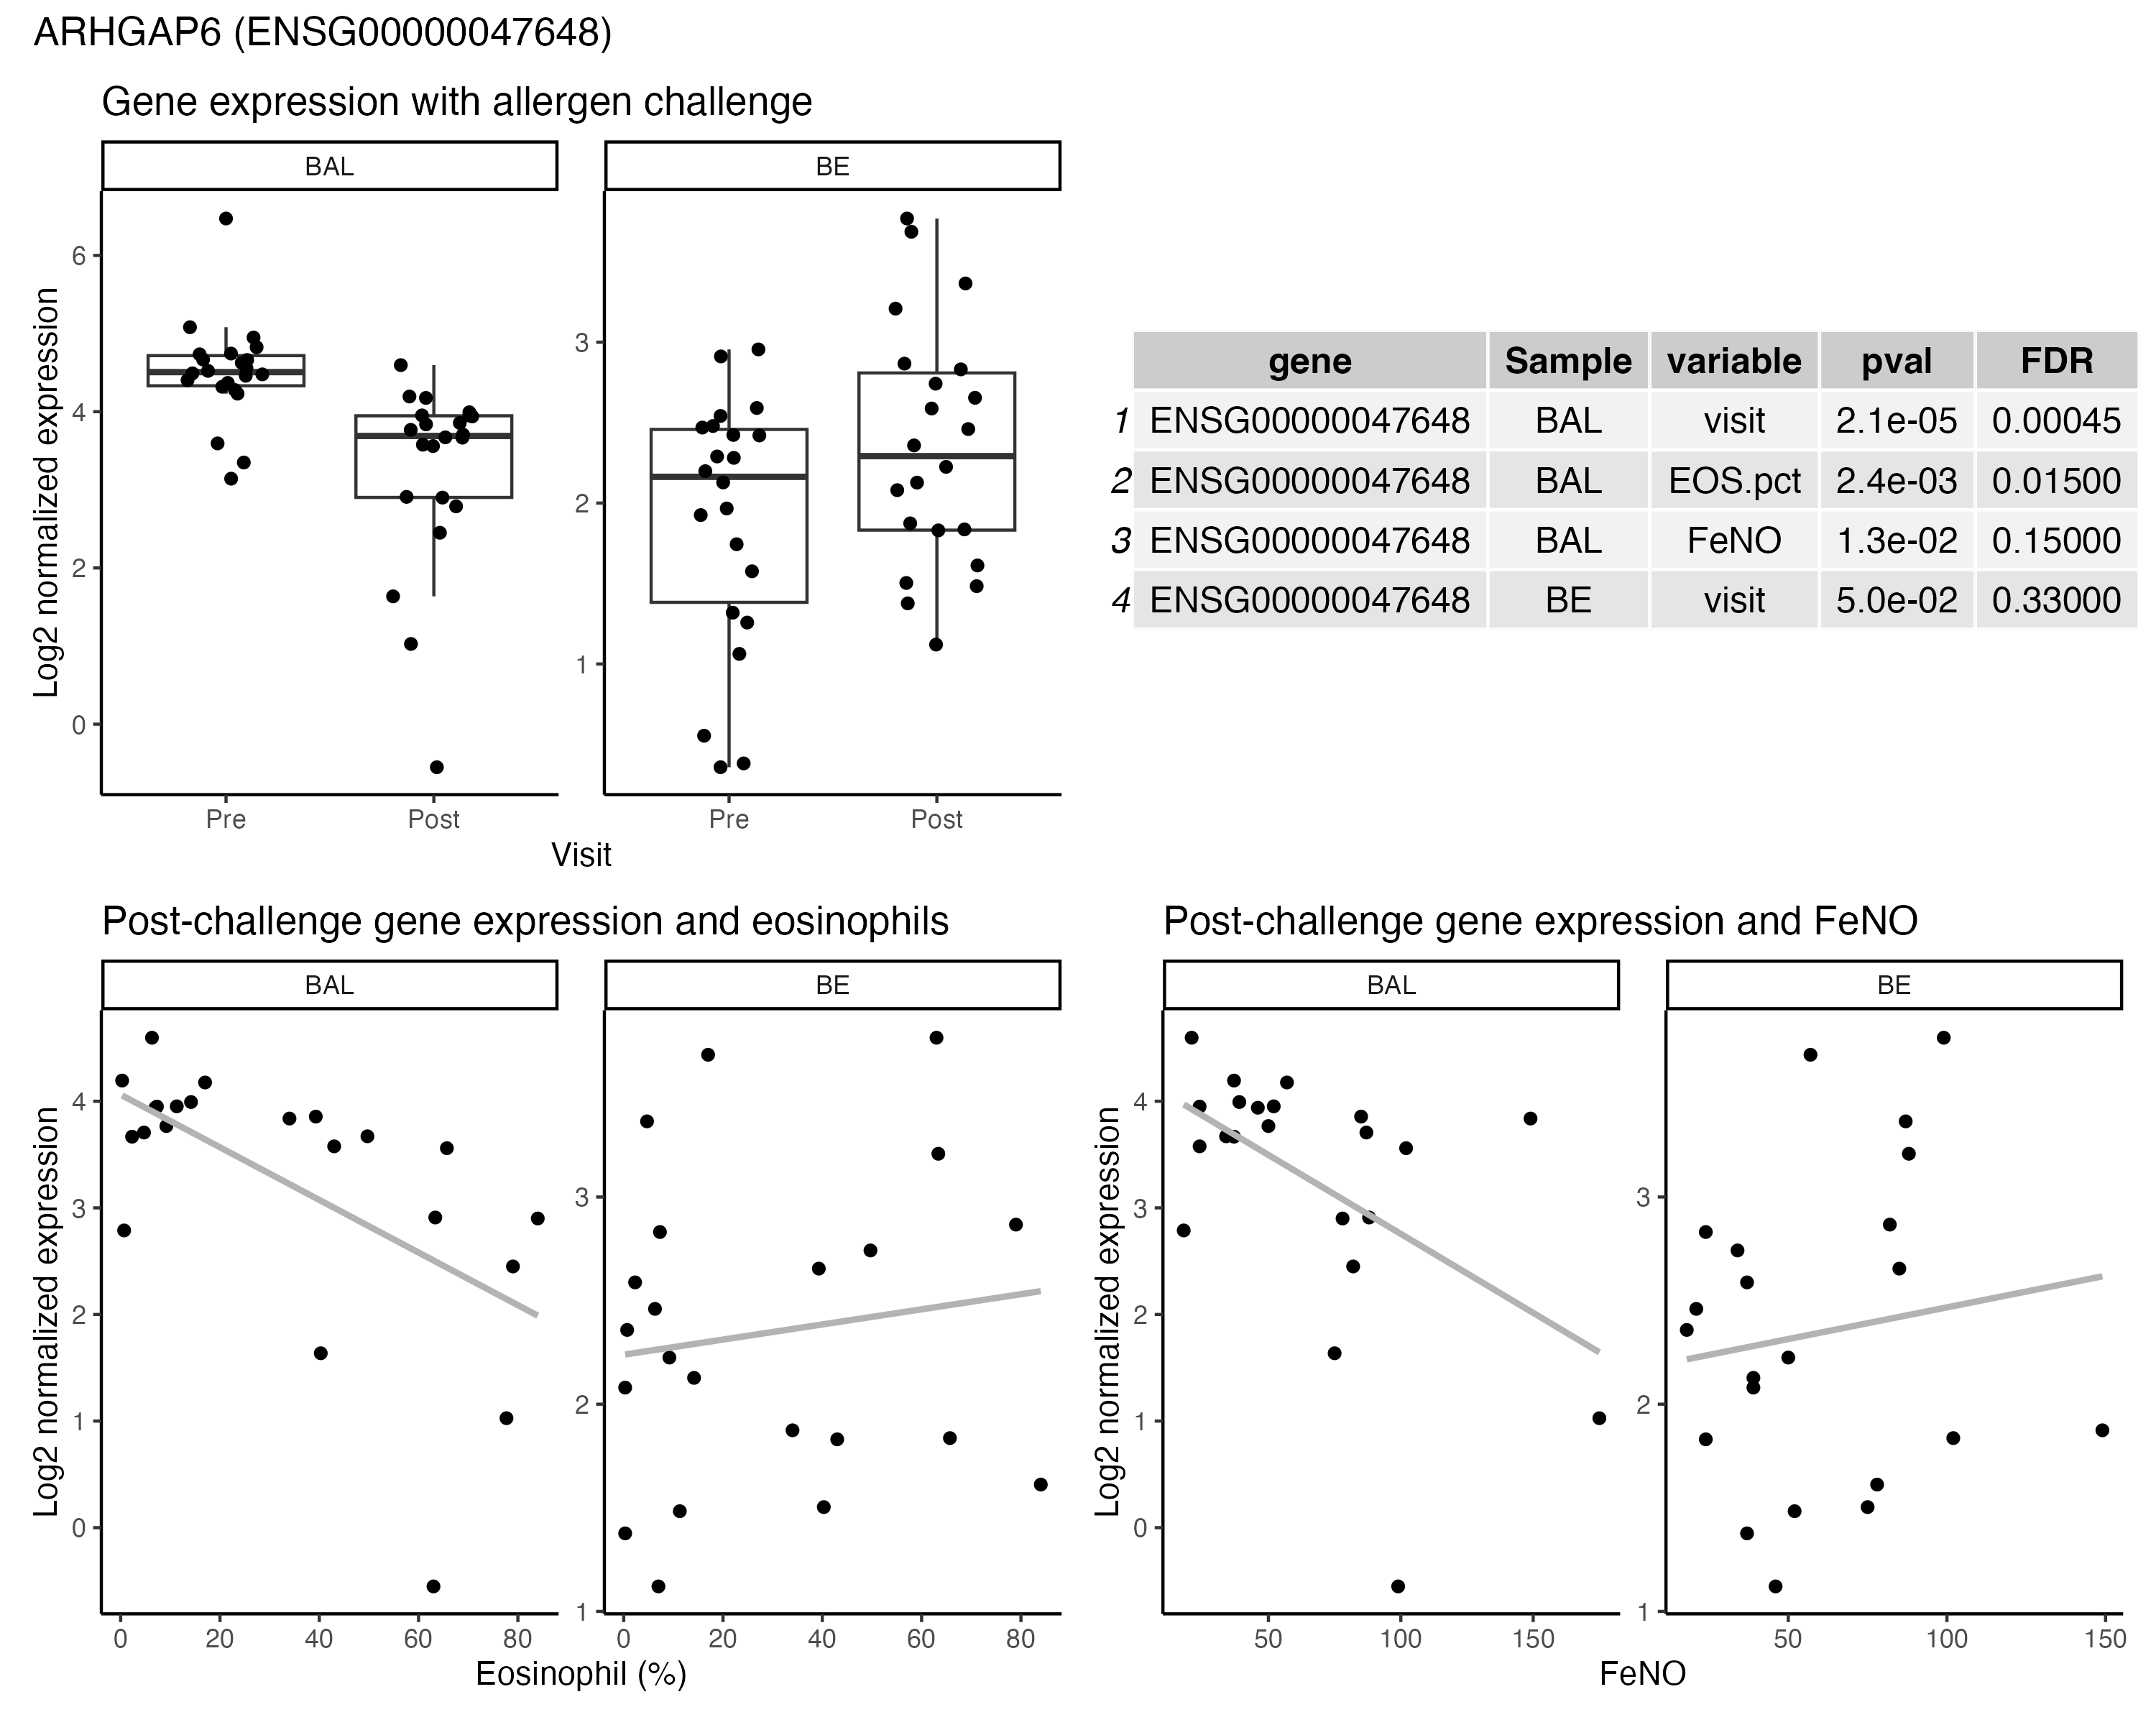 ARHGAP6 (ENSG00000047648)
Gene expression with allergen challenge
BAL
BE
Log2 normalized expression
6
4
2
0
3
2
1
Pre
Post
Pre
Post
Visit
gene Sample variable pval FDR
1 ENSG00000047648 BAL visit 2.1e-05 0.00045
2 ENSG00000047648 BAL EOS.pct 2.4e-03 0.01500
3 ENSG00000047648 BAL FeNO 1.3e-02 0.15000
4 ENSG00000047648 BE visit 5.0e-02 0.33000
Post-challenge gene expression and eosinophils
BAL
BE
Log2 normalized expression
4
3
2
1
0
3
2
1
0 20 40 60 80
0 20 40 60 80
Eosinophil (%)
Post-challenge gene expression and FeNO
BAL
BE
Log2 normalized expression
4
3
2
1
0
3
2
1
50 100 150
50 100 150
FeNO